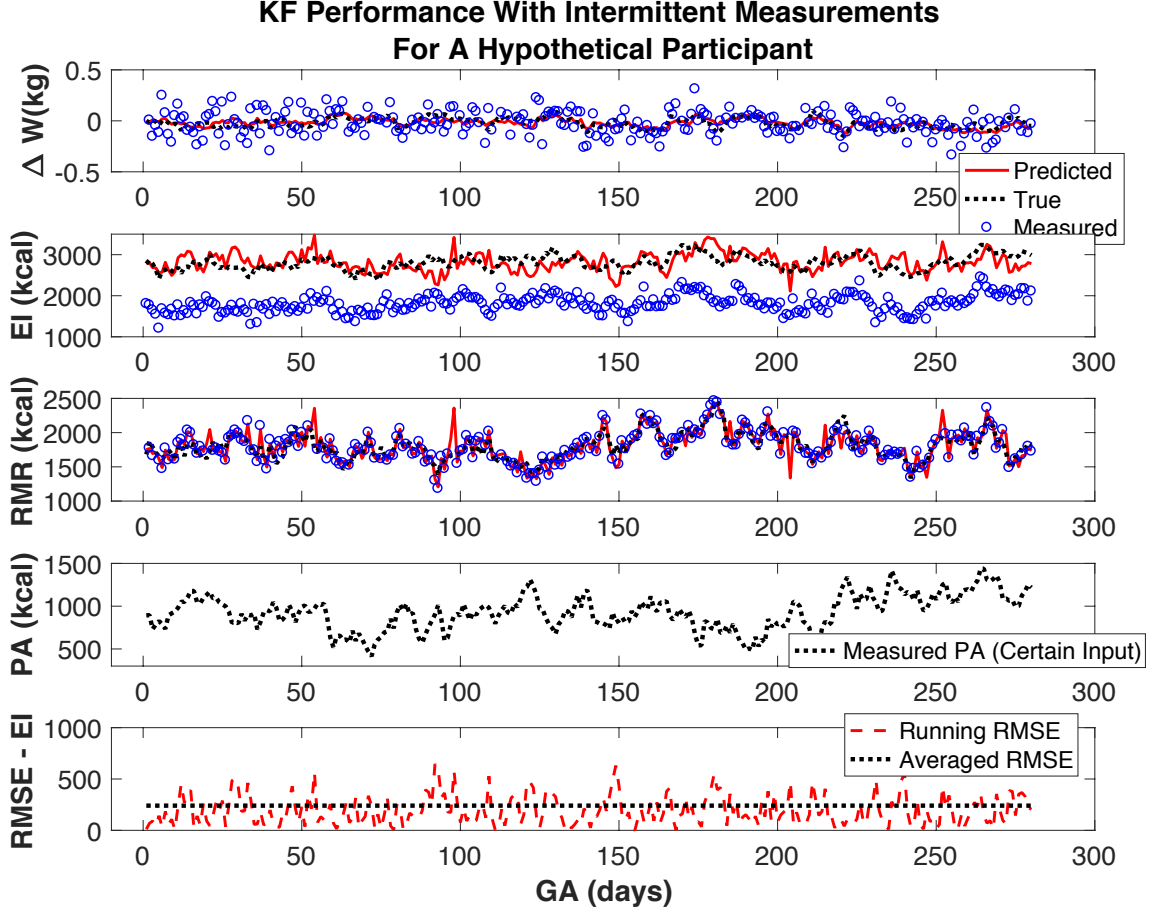 KF Performance With Intermittent Measurements
For A Hypothetical Participant
Δ W(kg)
0.5
0
-0.5
0 50 100 150 200 250
Predicted
True
Measured
EI (kcal)
3000
2000
1000
0 50 100 150 200 250 300
RMR (kcal)
2500
2000
1500
1000
0 50 100 150 200 250 300
PA (kcal)
1500
1000
500
Measured PA (Certain Input)
0 50 100 150 200 250 300
RMSE - EI
1000
500
0
Running RMSE
Averaged RMSE
0 50 100 150 200 250 300
GA (days)